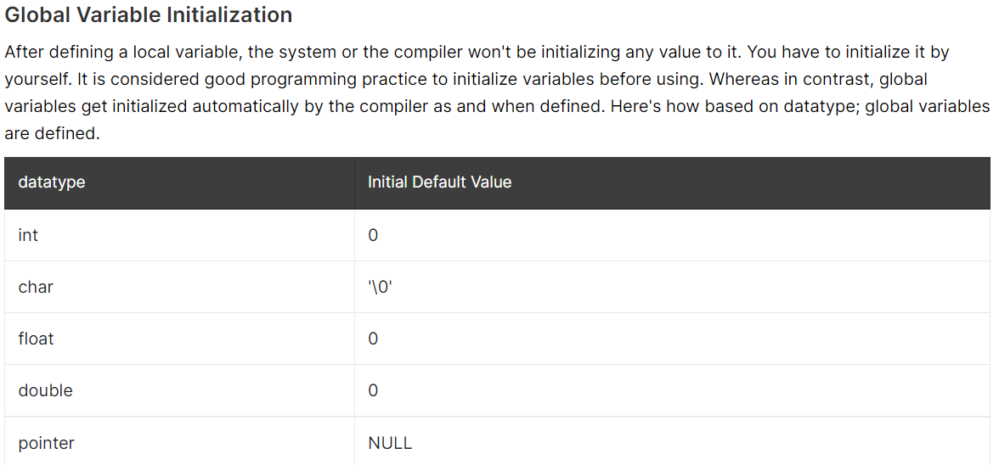 Global Variable Initialization
After defining a local variable, the system or the compiler won't be initializing any value to it. You have to initialize it by
yourself. It is considered good programming practice to initialize variables before using. Whereas in contrast, global
variables get initialized automatically by the compiler as and when defined. Here's how based on datatype; global variables
are defined.
datatype Initial Default Value
int 0
char '\0'
float 0
double 0
pointer NULL